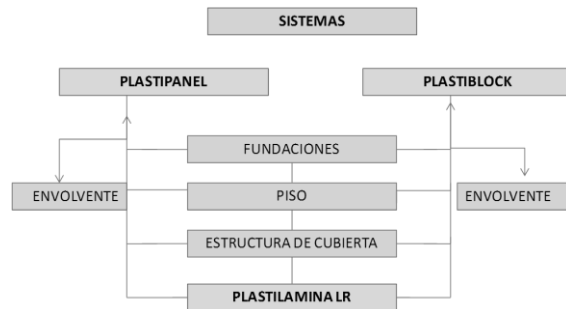 SISTEMAS
PLASTIPANEL
PLASTIBLOCK
FUNDACIONES
ENVOLVENTE
PISO
ENVOLVENTE
ESTRUCTURA DE CUBIERTA
PLASTILAMINA LR